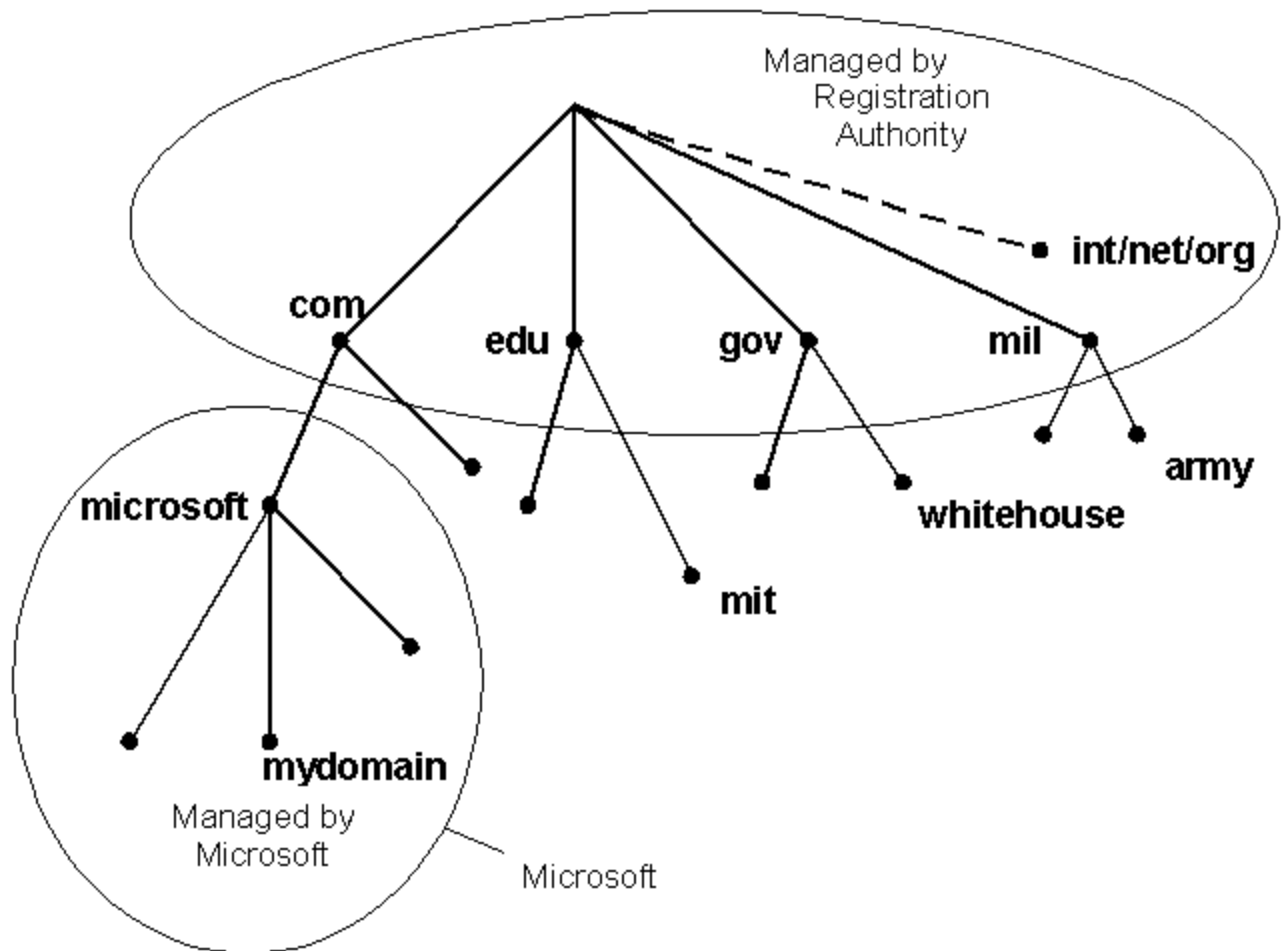 Managed by
Registration
Authority
int/net/org
com
edu
gov
mil
army
microsoft
whitehouse
mit
mydomain
Managed by
Microsoft
Microsoft